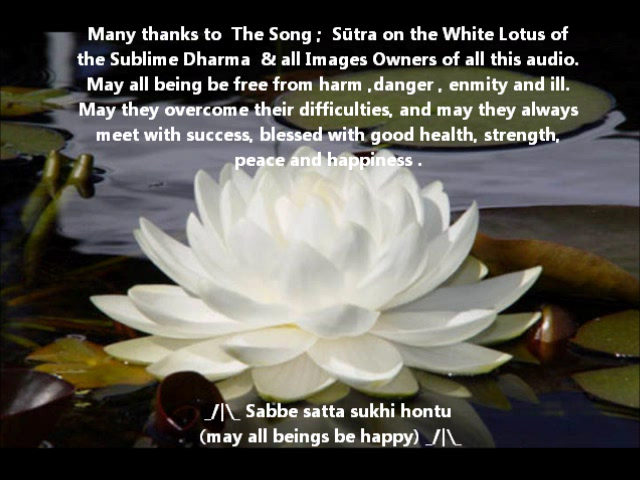 Many thanks to The Song ; Sūtra on the White Lotus of
the Sublime Dharma & all Images Owners of all this audio.
May all being be free from harm ,danger , enmity and ill.
May they overcome their difficulties, and may they always
meet with success, blessed with good health, strength,
peace and happiness .
_/|\_ Sabbe satta sukhi hontu
(may all beings be happy) _/|\_